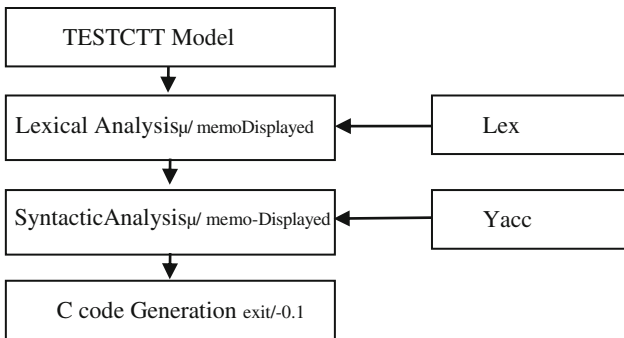 TESTCTT Model
Lexical Analysisμ/ memoDisplayed
Lex
SyntacticAnalysisμ/ memo-Displayed
Yacc
C code Generation exit/-0.1